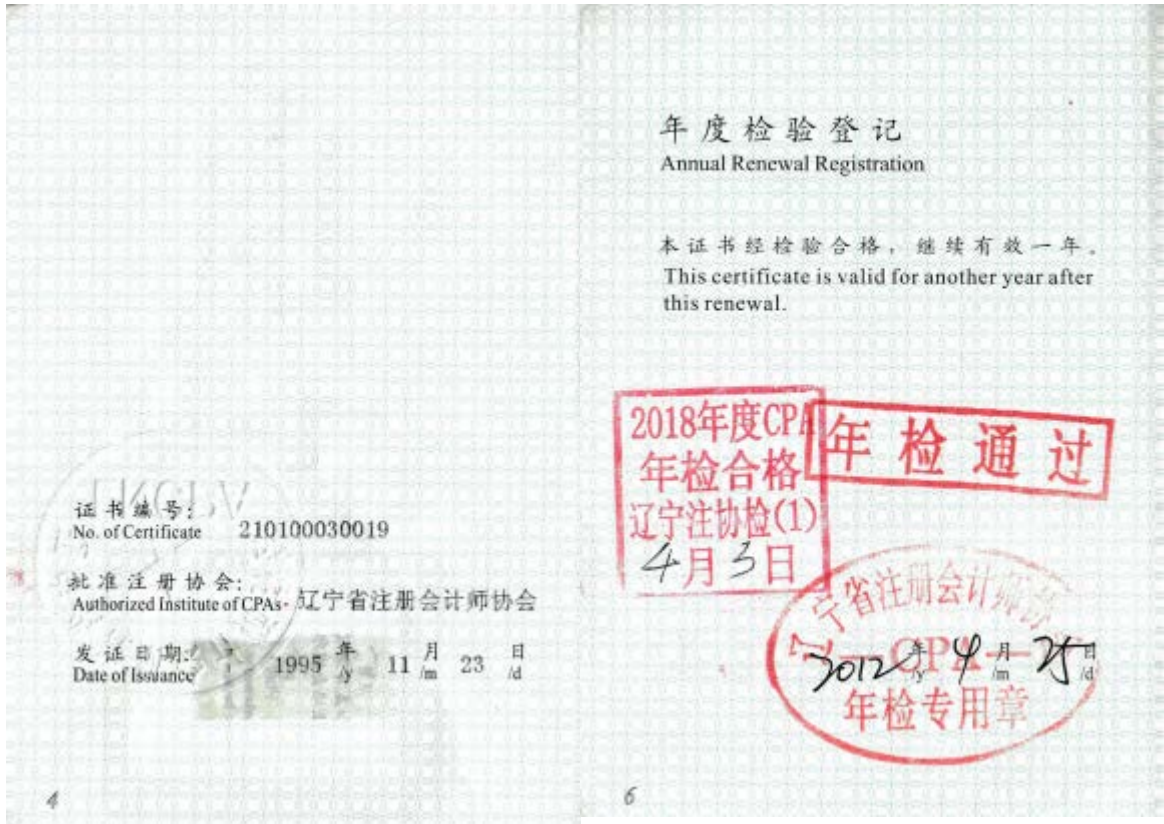 证书编号:
No. of Certificate
210100030019
批准注册协会:
Authorized Institute of CPAs
辽宁省注册会计师协会
发证日期:
Date of Issuance
1995 年 /y 11 月 /m 23 日 /d
4
年度检验登记
Annual Renewal Registration
本证书经检验合格,继续有效一年。
This certificate is valid for another year after
this renewal.
2018年度CPA
年检合格
辽宁注协检(1)
4月3日
年检通过
辽宁省注册会计师协
CPA
2012 年 /y 4 月 /m 25 日 /d
年检专用章
6